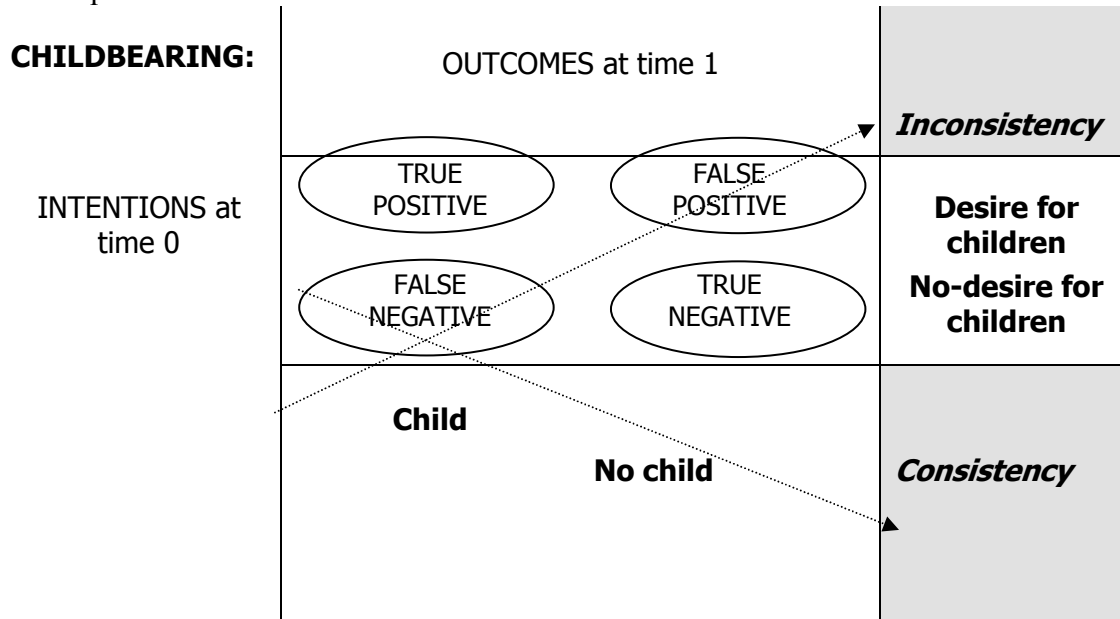 CHILDBEARING:
OUTCOMES at time 1
Inconsistency
INTENTIONS at
time 0
TRUE
POSITIVE
FALSE
POSITIVE
Desire for
children
FALSE
NEGATIVE
TRUE
NEGATIVE
No-desire for
children
Child
No child
Consistency